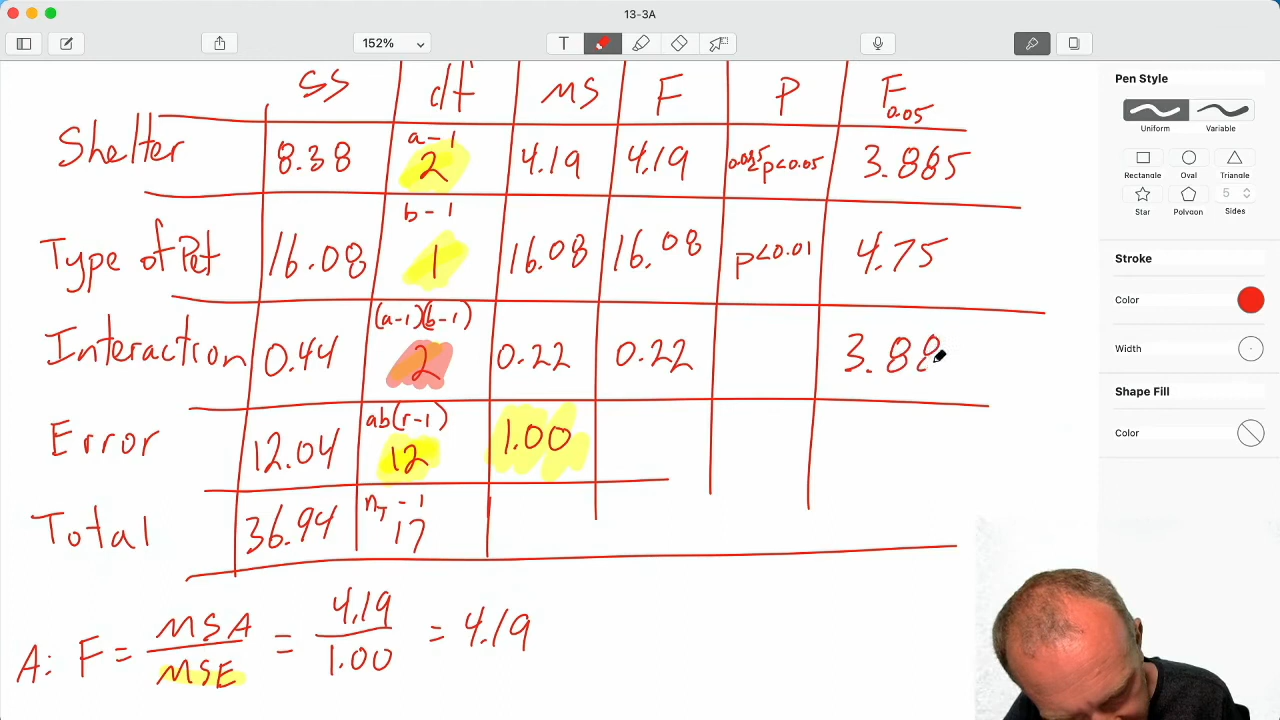 13-3A
152%
T
SS df MS F P F0.05
Shelter 8.38 a-1 2 4.19 4.19 p<0.05 3.885
Type of Pet 16.08 b-1 1 16.08 16.08 p<0.01 4.75
Interaction 0.44 (a-1)(b-1) 2 0.22 0.22 3.88
Error 12.04 ab(r-1) 12 1.00
Total 36.94 nT-1 17
A: F = MSA / MSE = 4.19 / 1.00 = 4.19
Pen Style
Uniform Variable
Rectangle Oval Triangle
Star Polygon Sides 5
Stroke
Color
Width
Shape Fill
Color